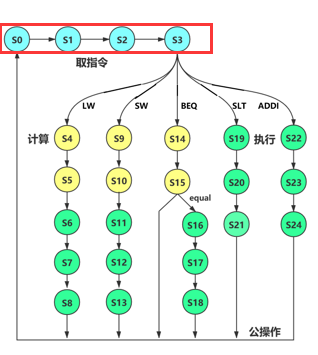 S0 S1 S2 S3
取指令
LW SW BEQ SLT ADDI
计算 S4 S9 S14 S19 执行 S22
S5 S10 S15 S20 S23
equal
S6 S11 S16 S21 S24
S7 S12 S17
S8 S13 S18
公操作